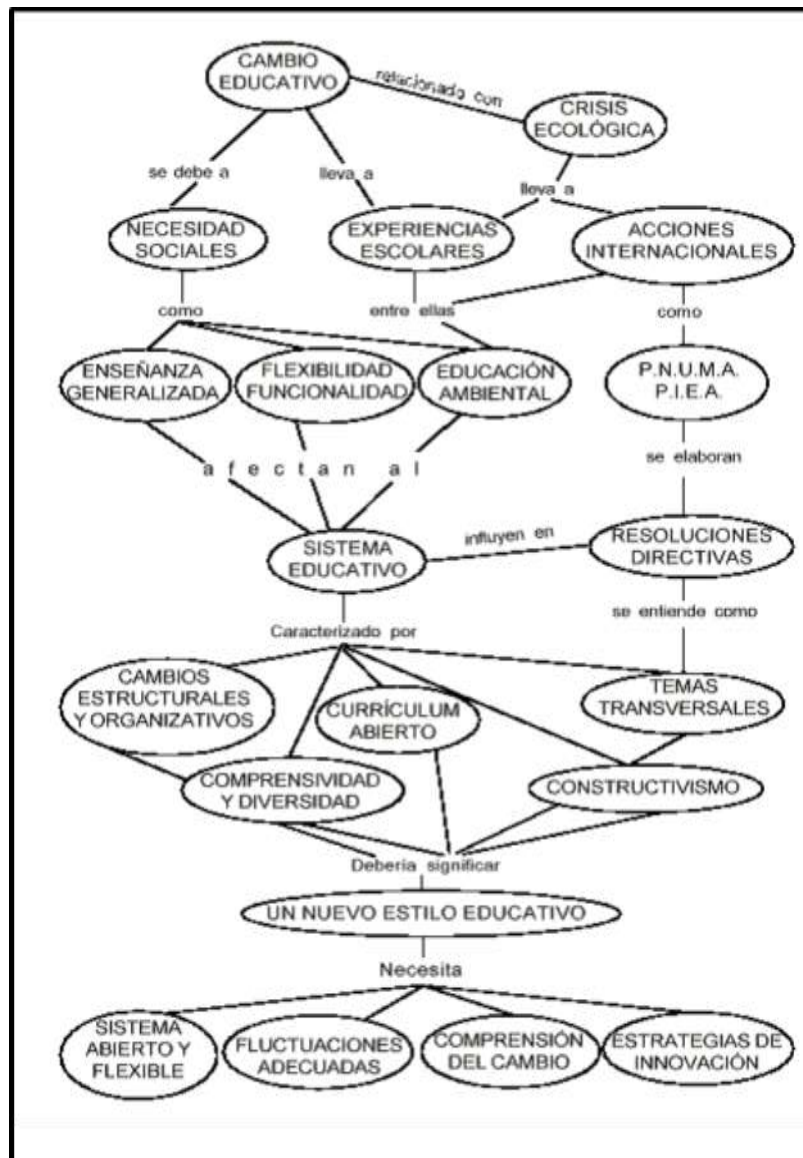 CAMBIO
EDUCATIVO
relacionado con
CRISIS
ECOLÓGICA
se debe a
lleva a
lleva a
NECESIDAD
SOCIALES
EXPERIENCIAS
ESCOLARES
ACCIONES
INTERNACIONALES
como
entre ellas
como
ENSEÑANZA
GENERALIZADA
FLEXIBILIDAD
FUNCIONALIDAD
EDUCACIÓN
AMBIENTAL
P.N.U.M.A.
P.I.E.A.
afectan al
se elaboran
SISTEMA
EDUCATIVO
influyen en
RESOLUCIONES
DIRECTIVAS
se entiende como
Caracterizado por
CAMBIOS
ESTRUCTURALES
Y ORGANIZATIVOS
CURRÍCULUM
ABIERTO
TEMAS
TRANSVERSALES
COMPRENSIVIDAD
Y DIVERSIDAD
CONSTRUCTIVISMO
Debería significar
UN NUEVO ESTILO EDUCATIVO
Necesita
SISTEMA
ABIERTO Y
FLEXIBLE
FLUCTUACIONES
ADECUADAS
COMPRENSIÓN
DEL CAMBIO
ESTRATEGIAS DE
INNOVACIÓN